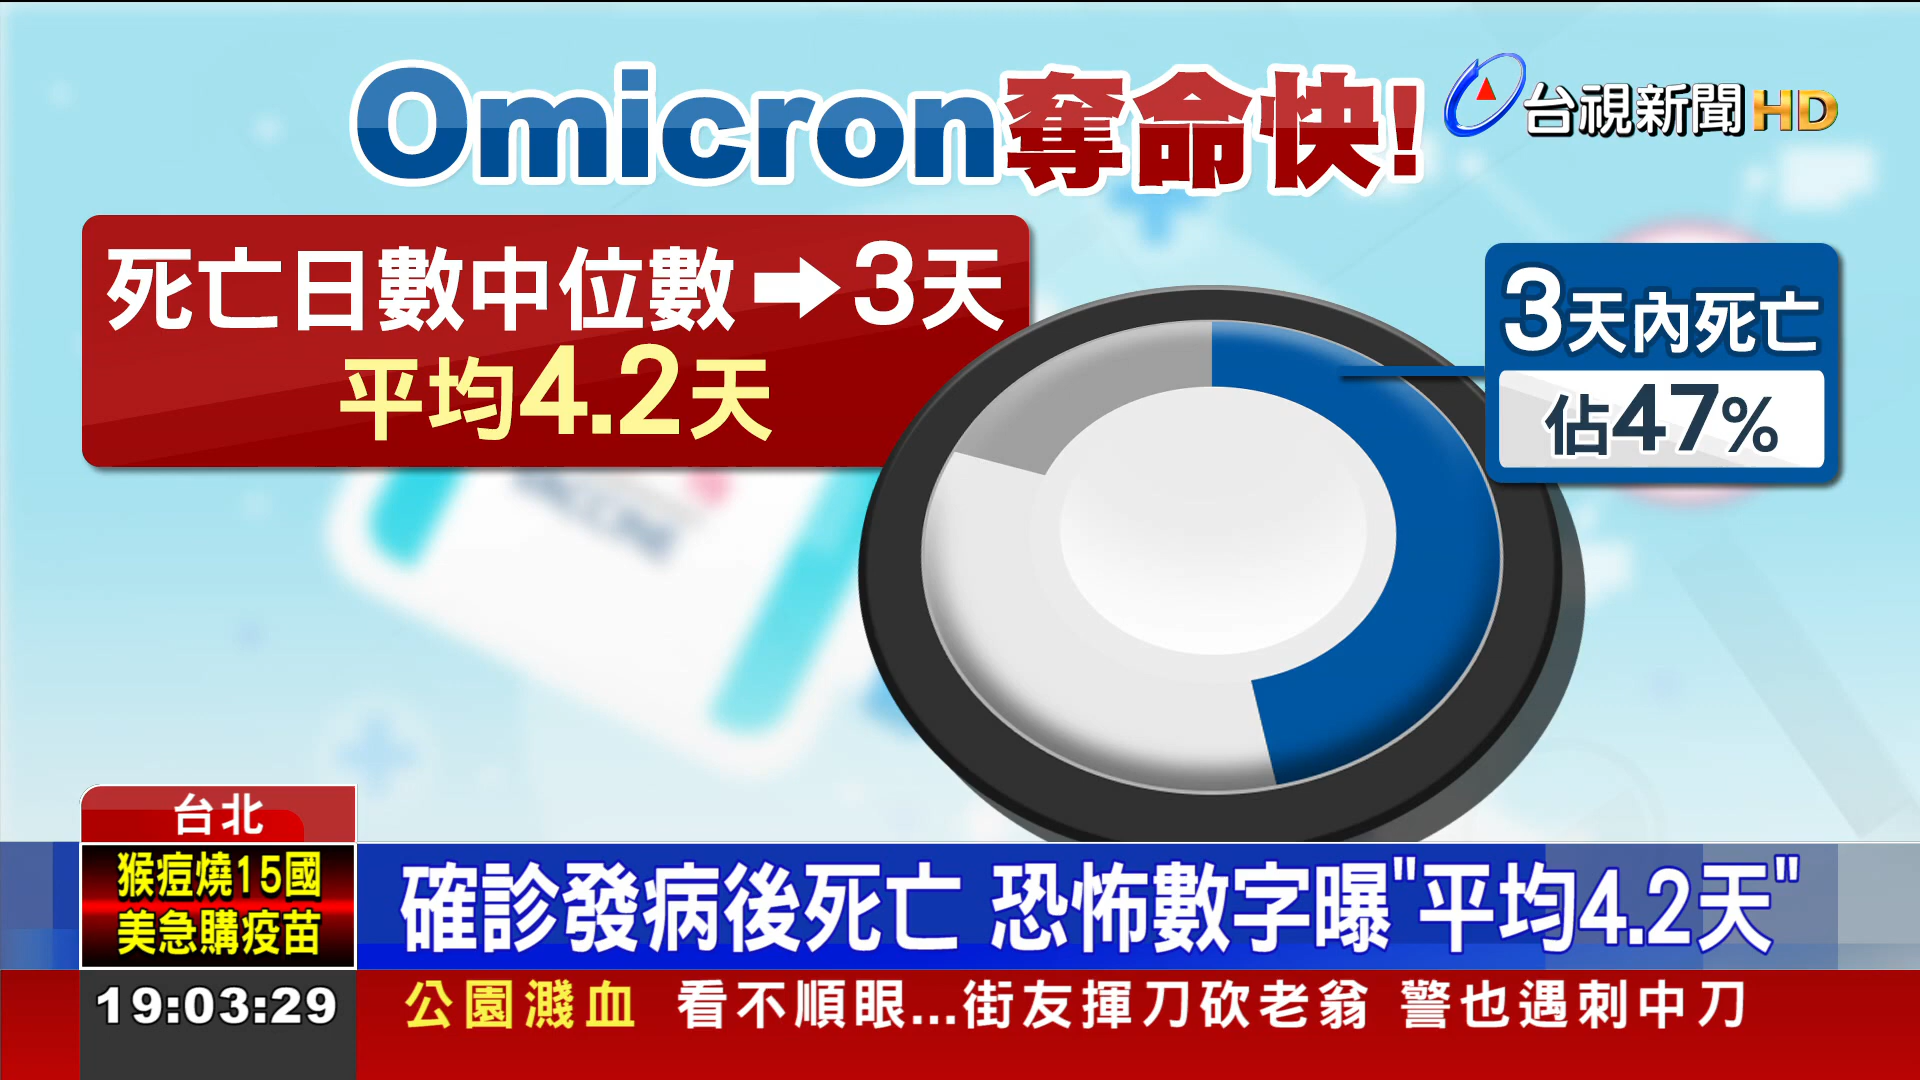 Omicron奪命快!
台視新聞HD
死亡日數中位數➡3天
平均4.2天
3天內死亡
佔47%
VACCINE
台北
猴痘燒15國
美急購疫苗
確診發病後死亡 恐怖數字曝"平均4.2天"
19:03:29
公園濺血 看不順眼...街友揮刀砍老翁 警也遇刺中刀